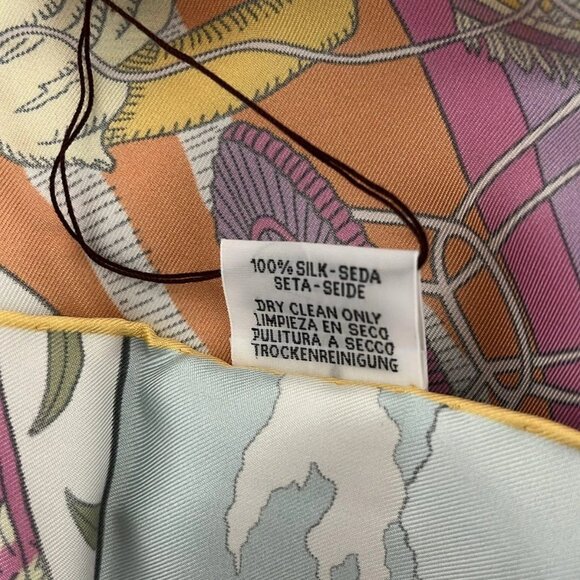 100% SILK-SEDA
SETA-SEIDE
DRY CLEAN ONLY
LIMPIEZA EN SECO
PULITURA A SECCO
TROCKENREINIGUNG